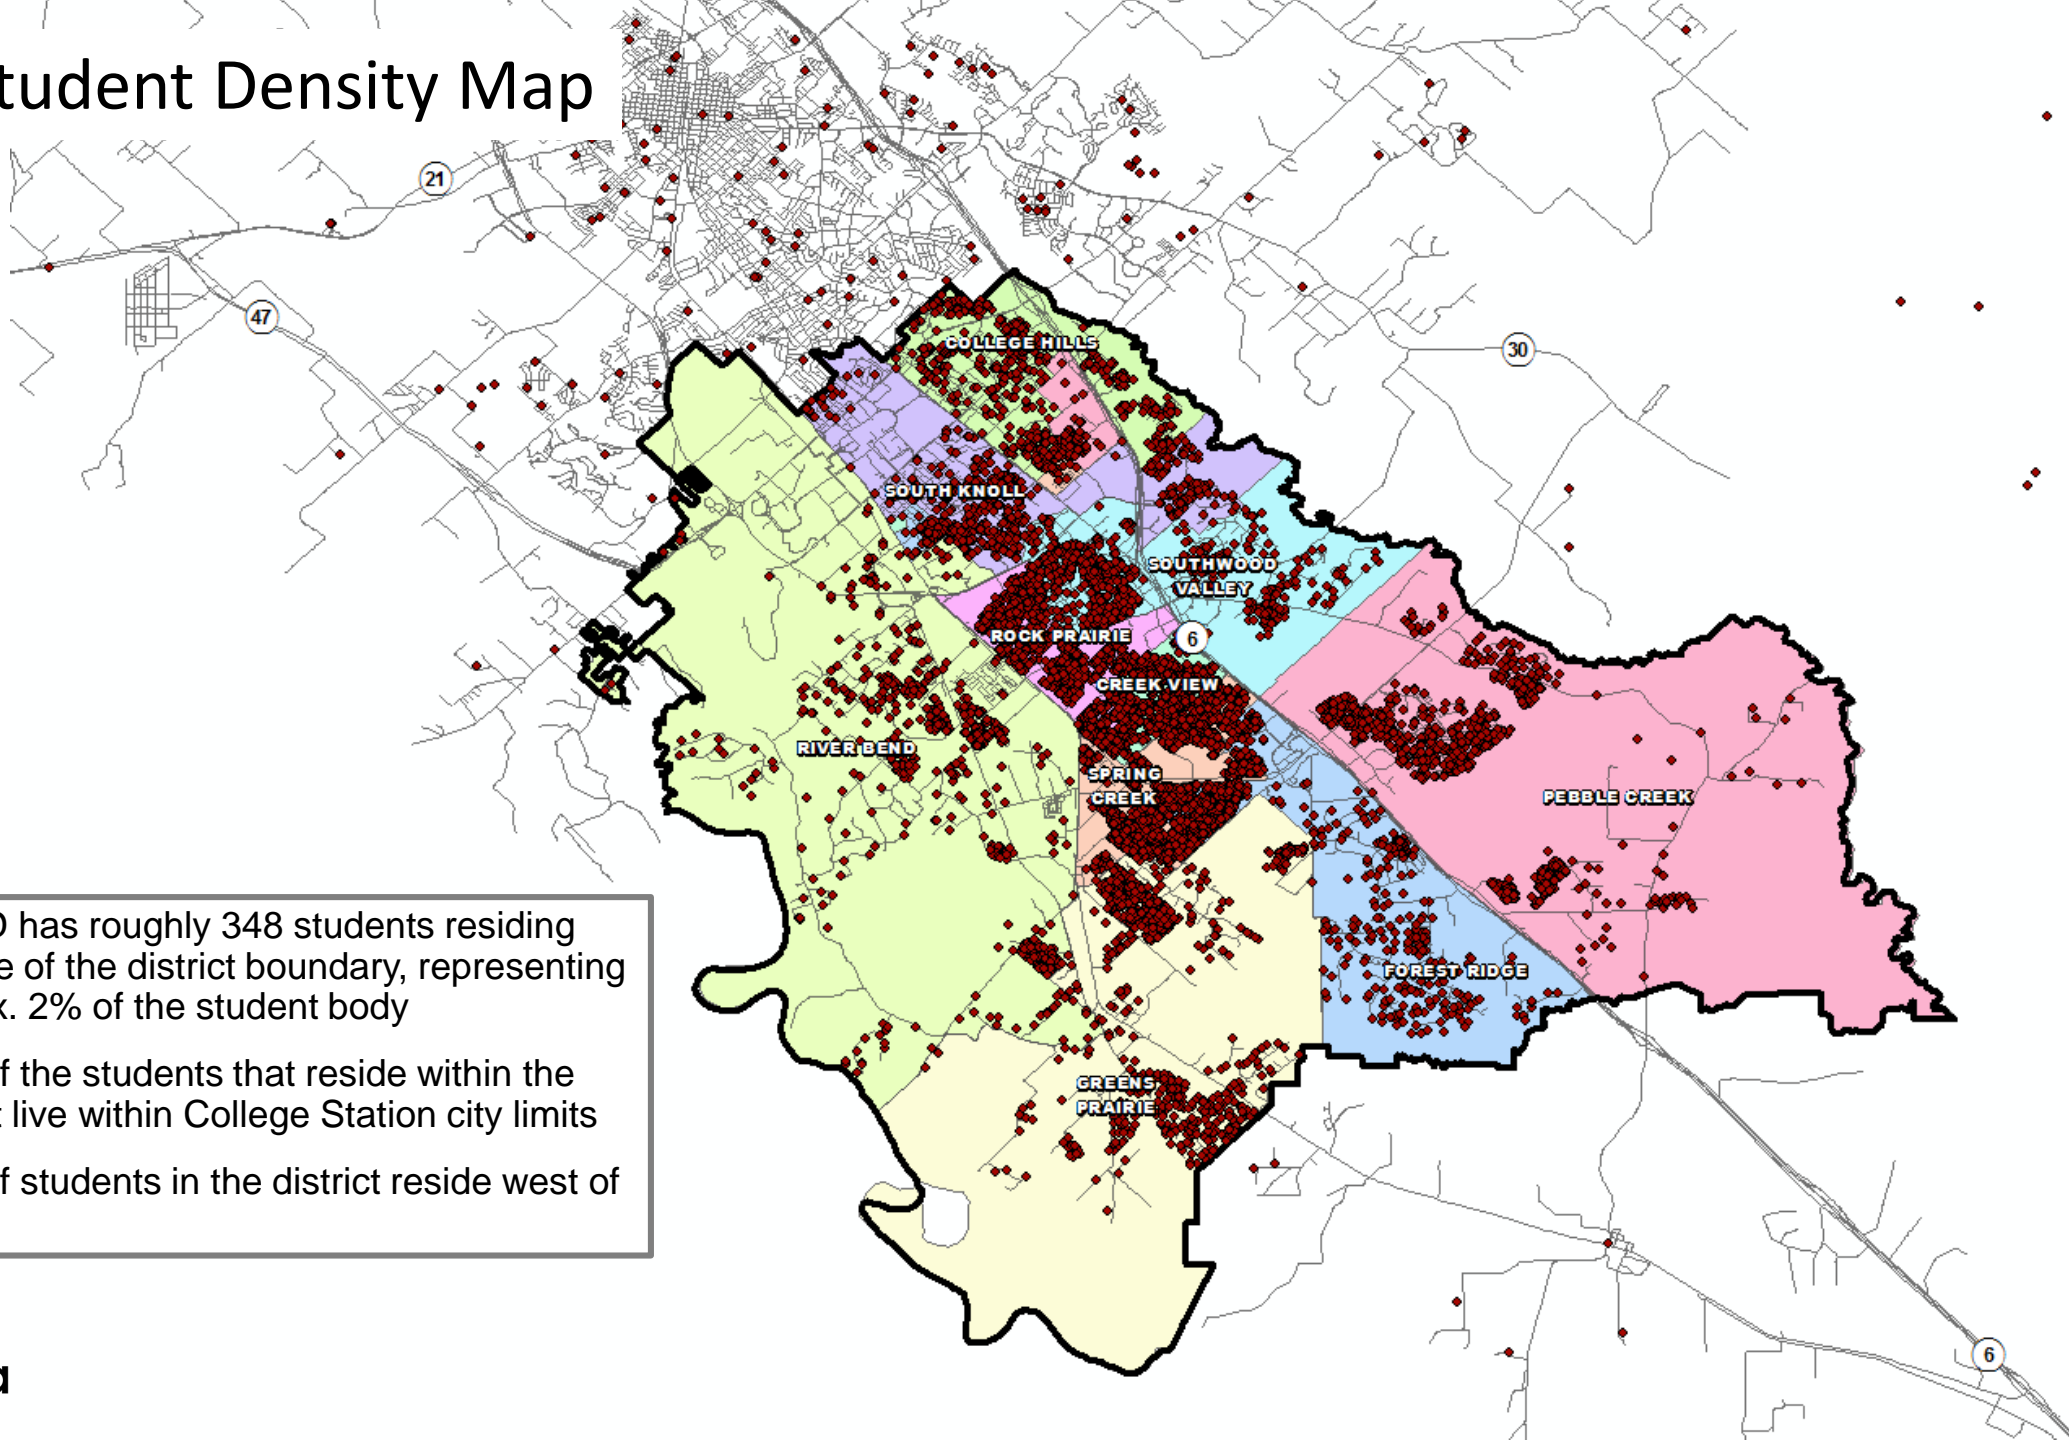 tudent Density Map
21
47
30
COLLEGE HILLS
SOUTH KNOLL
SOUTHWOOD
VALLEY
ROCK PRAIRIE
6
CREEK VIEW
RIVER BEND
SPRING
CREEK
PEBBLE CREEK
FOREST RIDGE
GREENS
PRAIRIE
has roughly 348 students residing
e of the district boundary, representing
x. 2% of the student body
f the students that reside within the
t live within College Station city limits
f students in the district reside west of
6
a